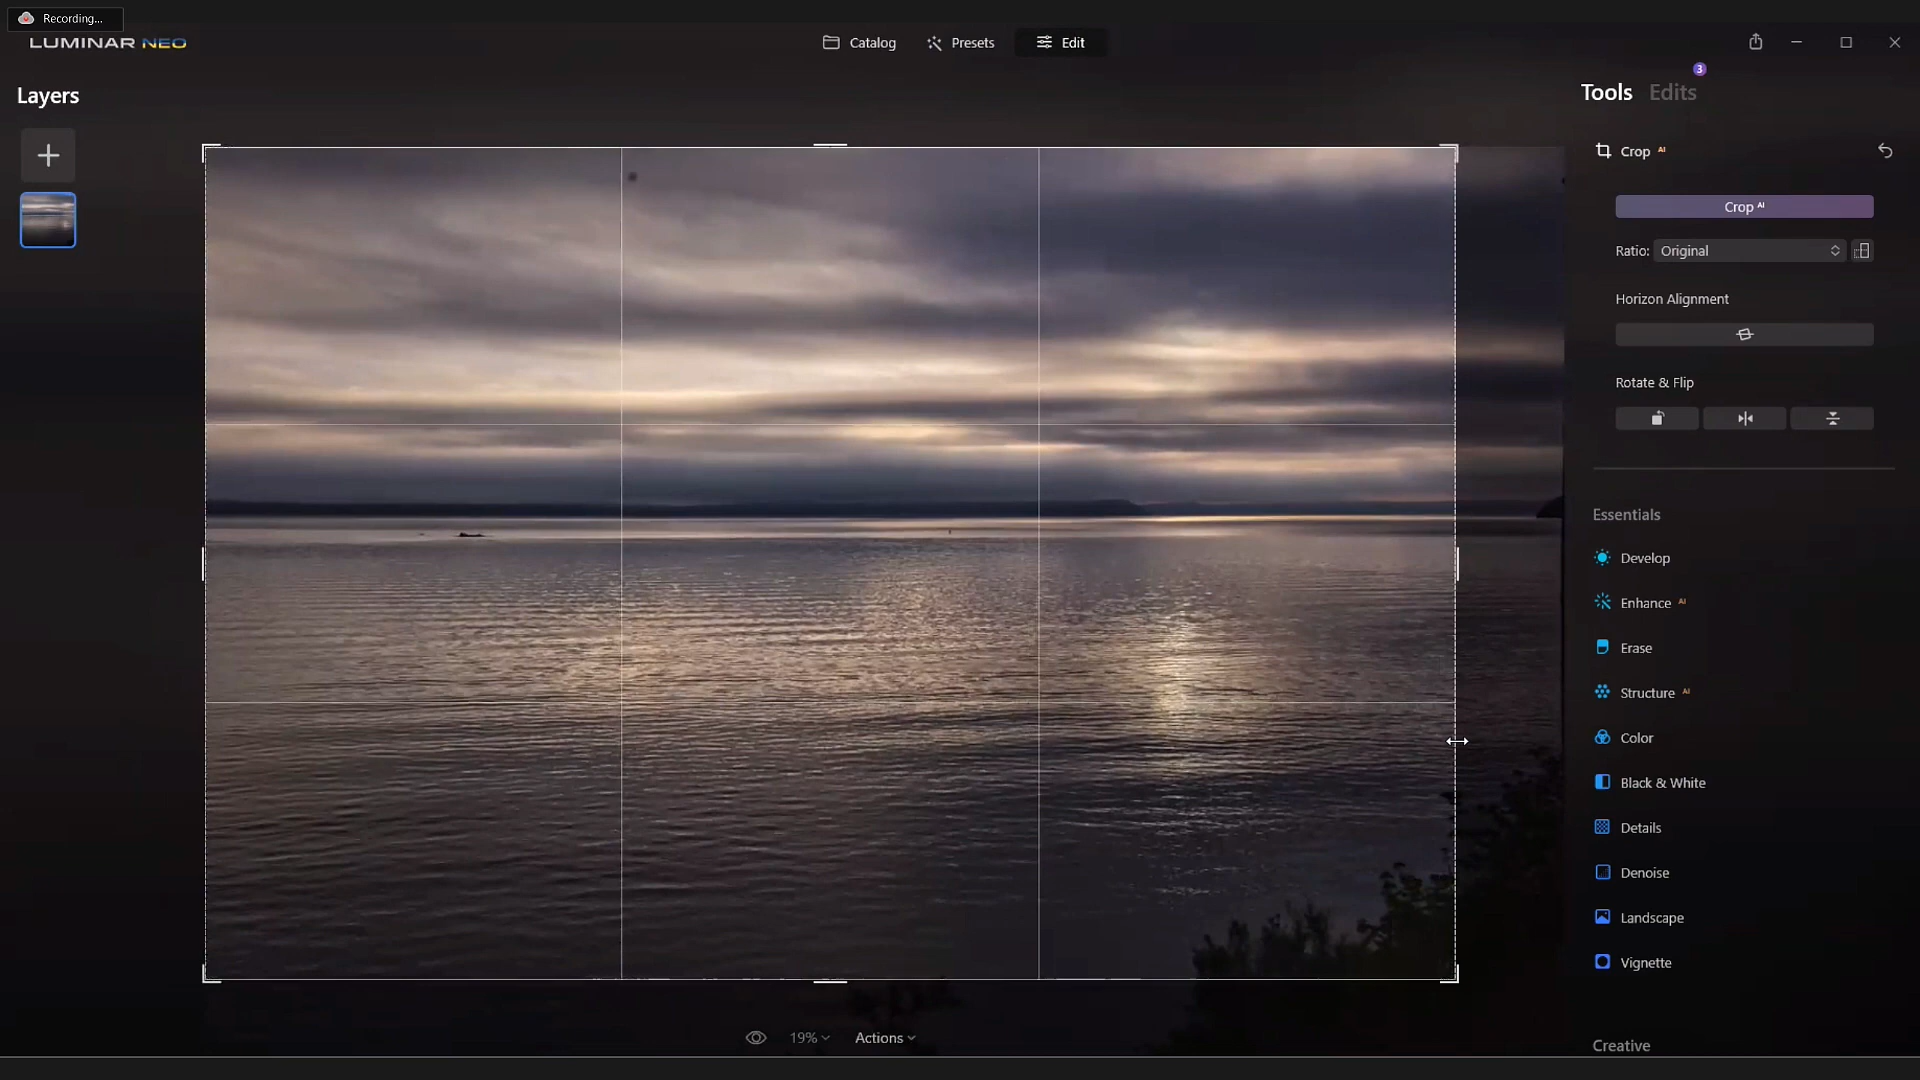 Recording...
LUMINAR NEO
Catalog
Presets
Edit
Layers
3
Tools
Edits
Crop AI
Crop AI
Ratio:
Original
Horizon Alignment
Rotate & Flip
Essentials
Develop
Enhance AI
Erase
Structure AI
Color
Black & White
Details
Denoise
Landscape
Vignette
19%
Actions
Creative